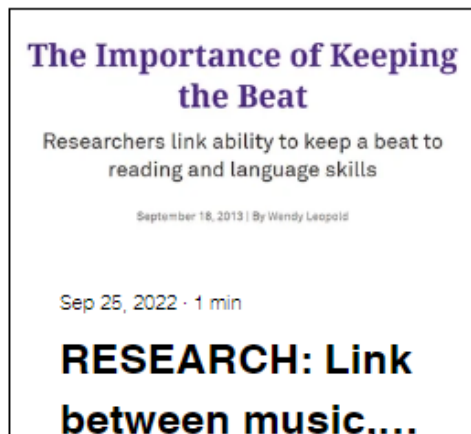 The Importance of Keeping
the Beat
Researchers link ability to keep a beat to
reading and language skills
September 18, 2013 | By Wendy Leopold
Sep 25, 2022 · 1 min
RESEARCH: Link
between music,...